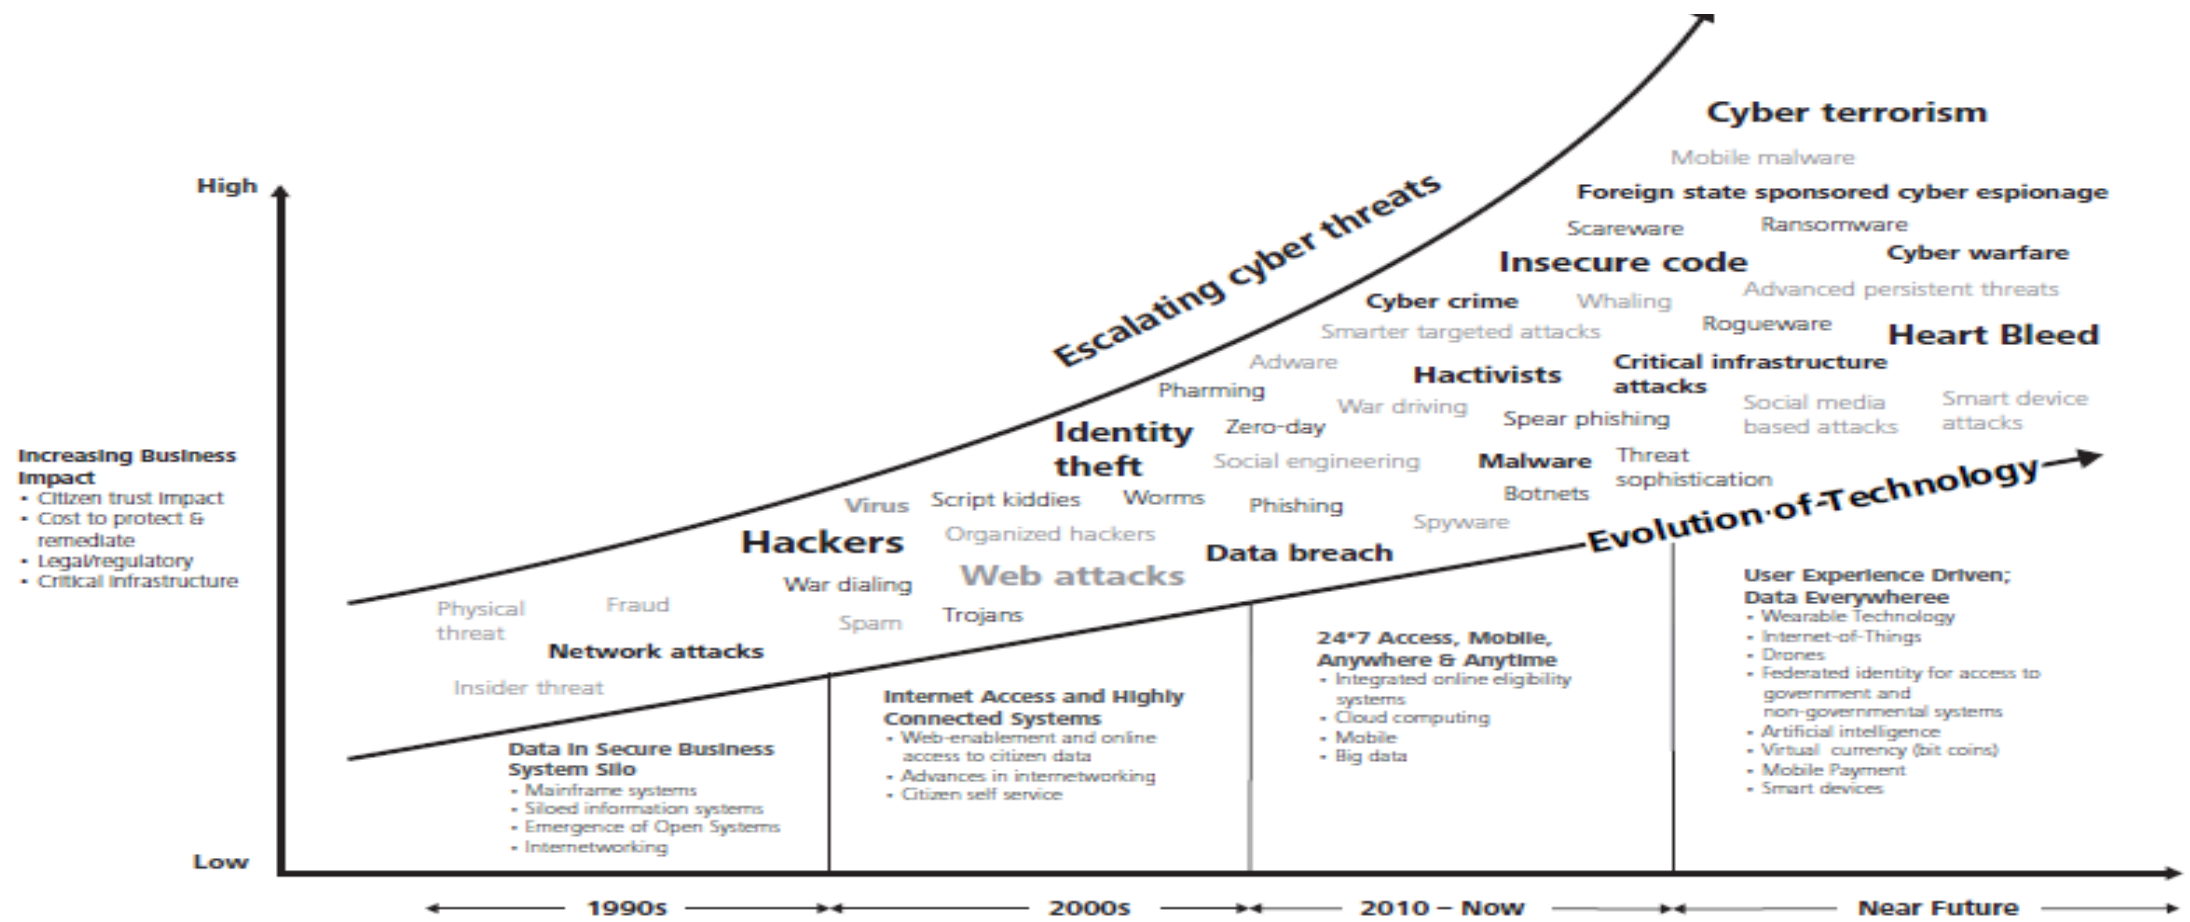 Cyber terrorism
Mobile malware
High
Foreign state sponsored cyber espionage
Escalating cyber threats
Scareware
Ransomware
Insecure code
Cyber warfare
Cyber crime
Whaling
Advanced persistent threats
Smarter targeted attacks
Rogueware
Heart Bleed
Adware
Hactivists
Critical infrastructure
attacks
Pharming
War driving
Spear phishing
Social media
based attacks
Smart device
attacks
Identity
theft
Zero-day
Social engineering
Malware
Threat
sophistication
Increasing Business
Impact
• Citizen trust impact
• Cost to protect &
remediate
• Legal/regulatory
• Critical infrastructure
Virus
Script kiddies
Worms
Phishing
Botnets
Spyware
Evolution-of-Technology
Hackers
Organized hackers
Data breach
War dialing
Web attacks
Physical
threat
Fraud
Spam
Trojans
Network attacks
Insider threat
Data in Secure Business
System Silo
• Mainframe systems
• Siloed information systems
• Emergence of Open Systems
• Internetworking
Internet Access and Highly
Connected Systems
• Web-enablement and online
access to citizen data
• Advances in internetworking
• Citizen self service
24*7 Access, Mobile,
Anywhere & Anytime
• Integrated online eligibility
systems
• Cloud computing
• Mobile
• Big data
User Experience Driven;
Data Everywheree
• Wearable Technology
• Internet-of-Things
• Drones
• Federated identity for access to
government and
non-governmental systems
• Artificial intelligence
• Virtual currency (bit coins)
• Mobile Payment
• Smart devices
Low
1990s
2000s
2010 – Now
Near Future